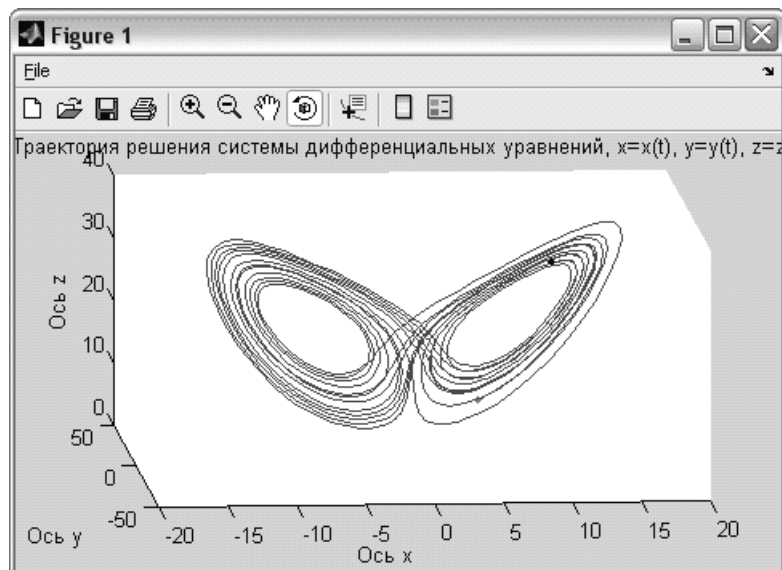 Figure 1
File
Траектория решения системы дифференциальных уравнений, x=x(t), y=y(t), z=z
40
30
20
10
0
Ось z
50
0
-50
Ось y
-20 -15 -10 -5 0 5 10 15 20
Ось x